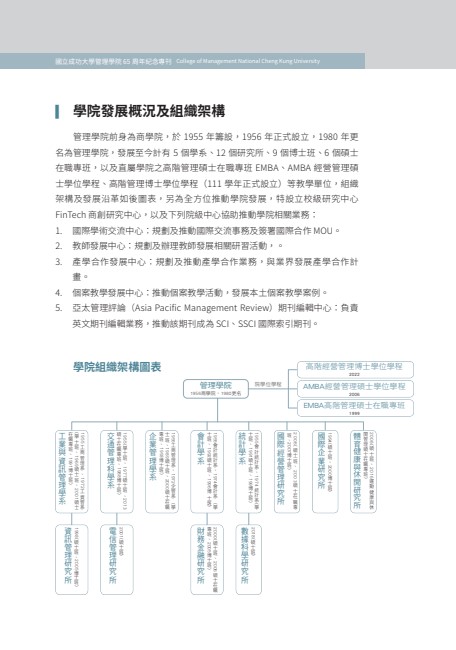 國立成功大學管理學院 65 周年紀念專刊 College of Management National Cheng Kung University
學院發展概況及組織架構
管理學院前身為商學院，於 1955 年籌設，1956 年正式設立，1980 年更
名為管理學院，發展至今計有 5 個學系、12 個研究所、9 個博士班、6 個碩士
在職專班，以及直屬學院之高階管理碩士在職專班 EMBA、AMBA 經營管理碩
士學位學程、高階管理博士學位學程（111 學年正式設立）等教學單位，組織
架構及發展沿革如後圖表，另為全方位推動學院發展，特設立校級研究中心
FinTech 商創研究中心，以及下列院級中心協助推動學院相關業務：
1. 國際學術交流中心：規劃及推動國際交流事務及簽署國際合作 MOU。
2. 教師發展中心：規劃及辦理教師發展相關研習活動，。
3. 產學合作發展中心：規劃及推動產學合作業務，與業界發展產學合作計
畫。
4. 個案教學發展中心：推動個案教學活動，發展本土個案教學案例。
5. 亞太管理評論（Asia Pacific Management Review）期刊編輯中心：負責
英文期刊編輯業務，推動該期刊成為 SCI、SSCI 國際索引期刊。
學院組織架構圖表
管理學院
院學位學程
高階經營管理博士學位學程
2022
AMBA經營管理碩士學位學程
2006
EMBA高階管理碩士在職專班
1998
工業與資訊管理學系
交通管理科學系
企業管理學系
會計學系
統計學系
國際經營管理研究所
國際企業研究所
體育健康與休閒研究所
資訊管理研究所
電信管理研究所
財務金融研究所
數據科學研究所